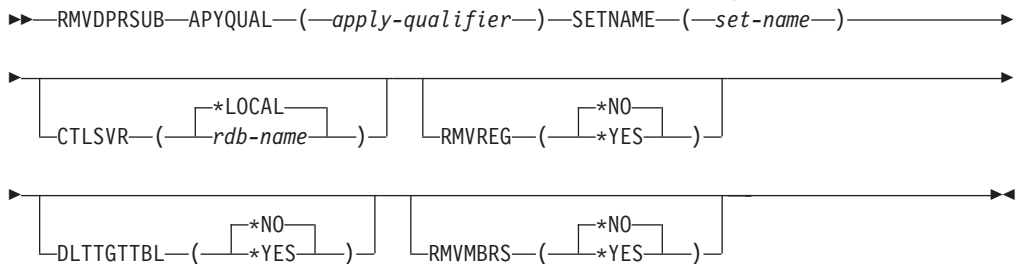 RMVDPRSUB APYQUAL ( apply-qualifier ) SETNAME ( set-name )
*LOCAL *NO
CTLSVR ( rdb-name ) RMVREG ( *YES )
*NO *NO
DLTTGTTBL ( *YES ) RMVMBRS ( *YES )